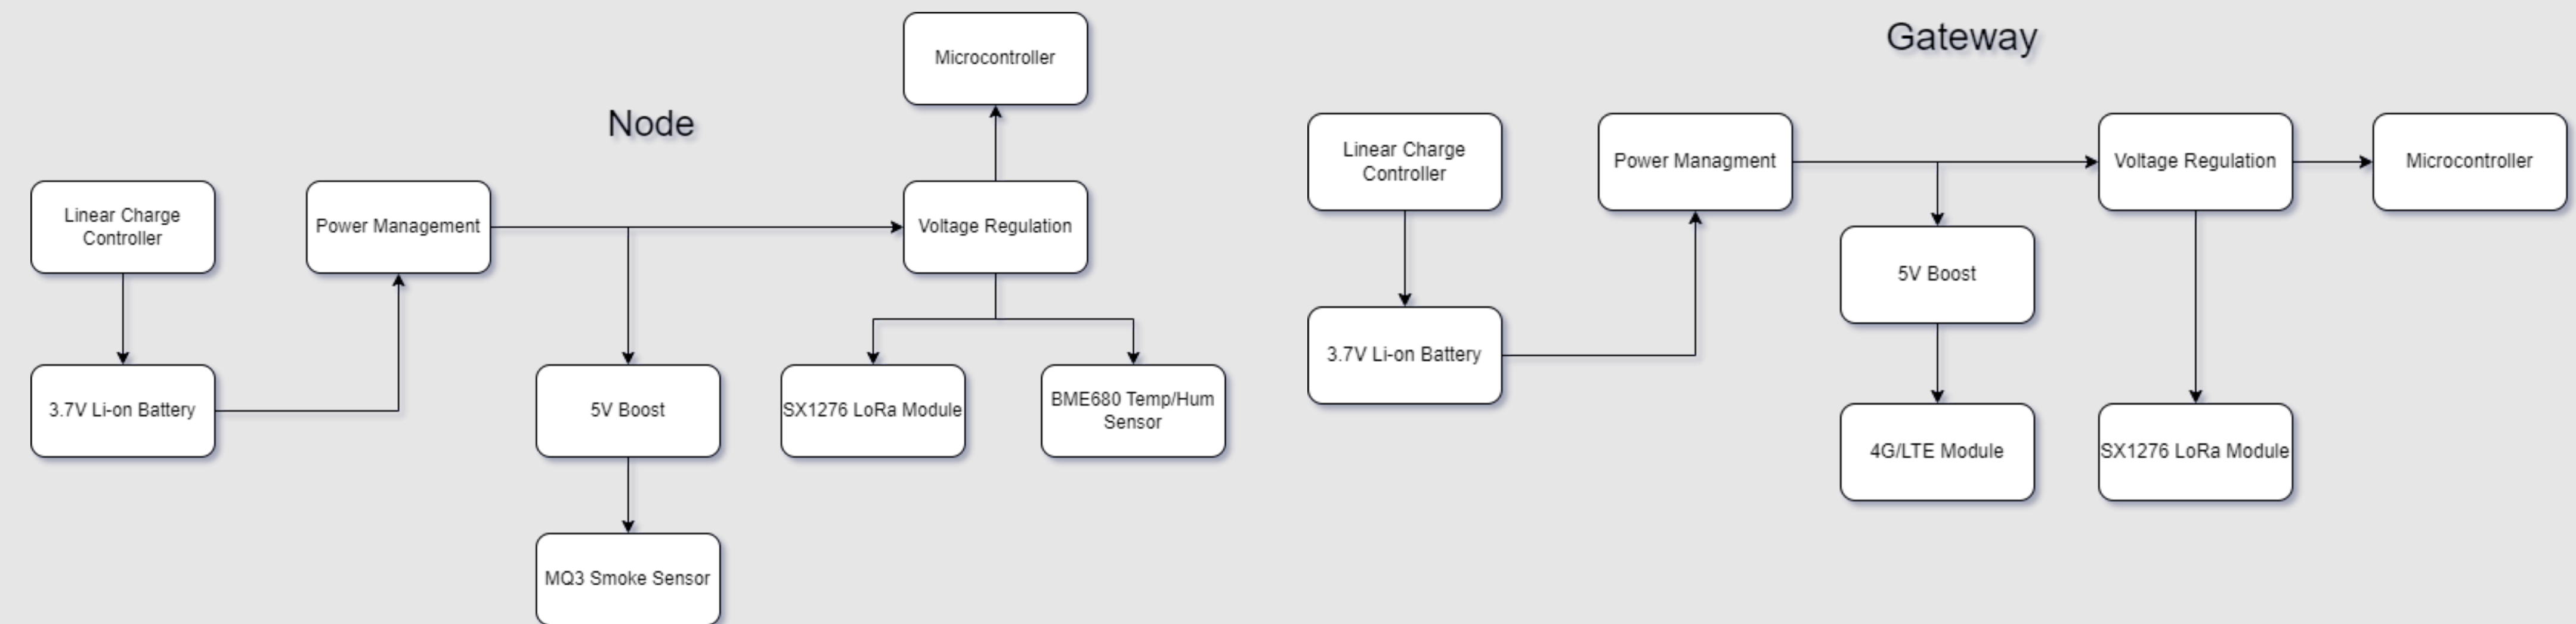 Node
Microcontroller
Linear Charge
Controller
Power Management
Voltage Regulation
3.7V Li-on Battery
5V Boost
SX1276 LoRa Module
BME680 Temp/Hum
Sensor
MQ3 Smoke Sensor
Gateway
Linear Charge
Controller
Power Managment
Voltage Regulation
Microcontroller
5V Boost
3.7V Li-on Battery
4G/LTE Module
SX1276 LoRa Module